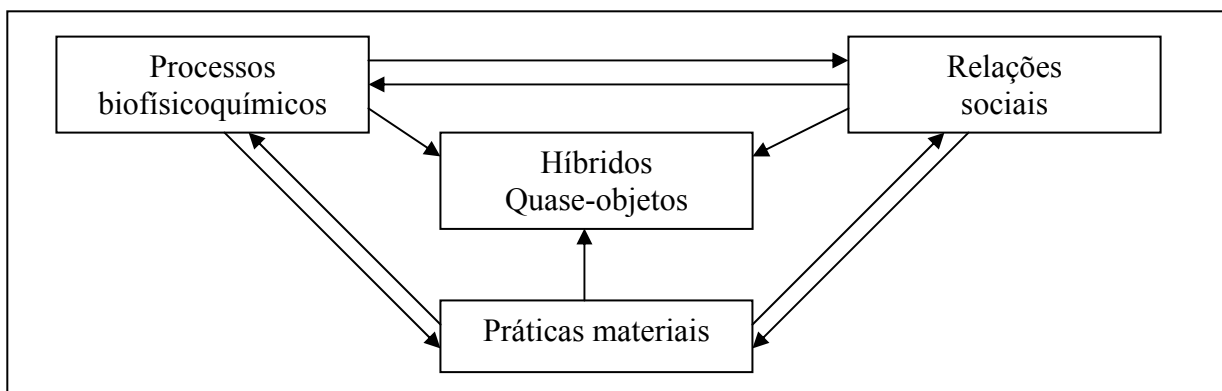 Processos
biofísicoquímicos
Relações
sociais
Híbridos
Quase-objetos
Práticas materiais